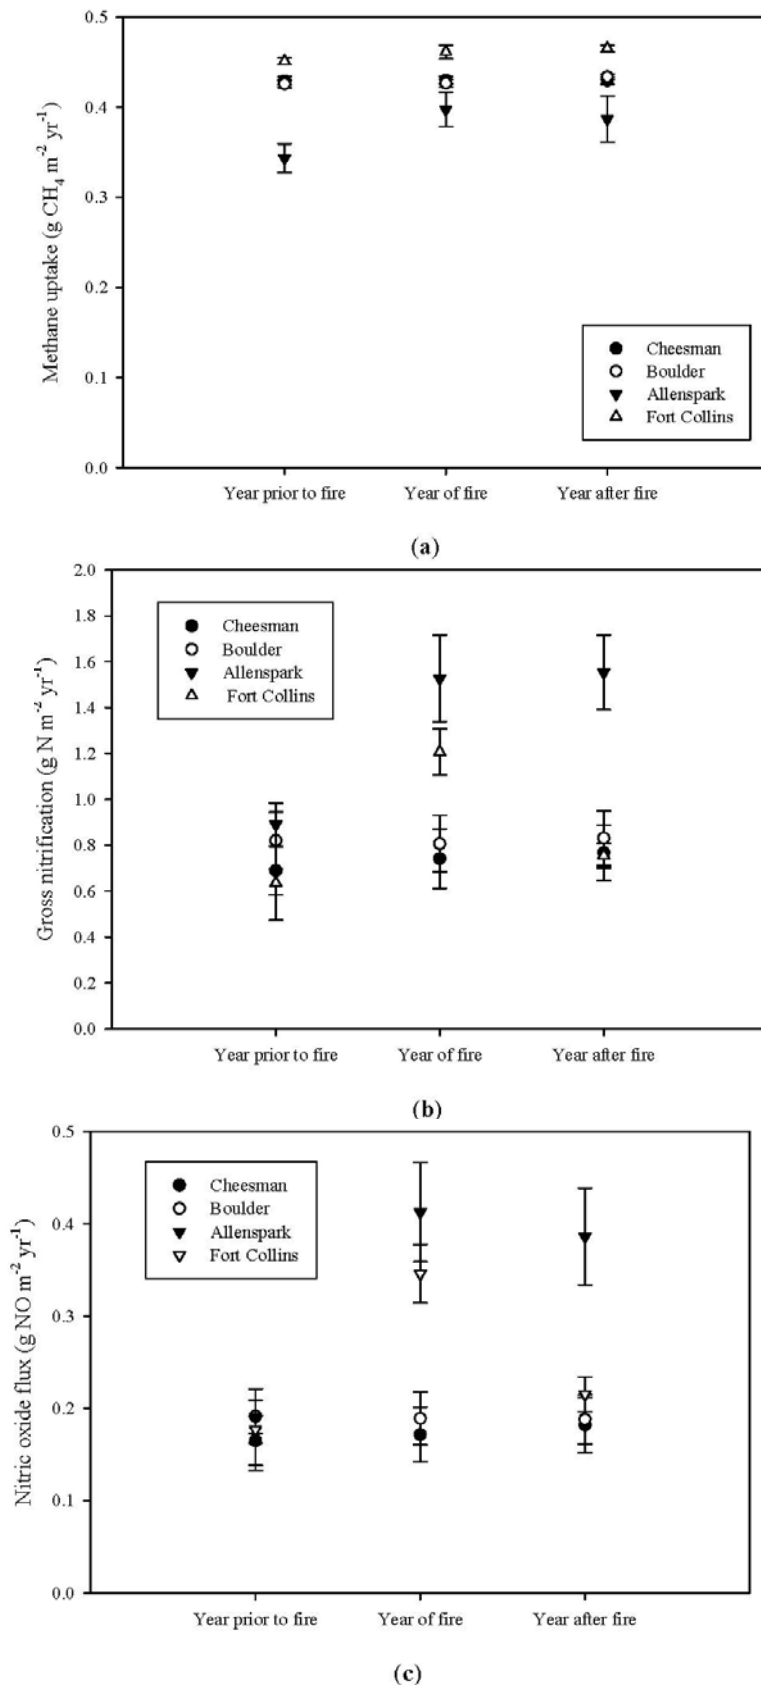 0.5
0.4
0.3
0.2
0.1
0.0
Methane uptake (g CH4 m-2 yr-1)
Cheesman
Boulder
Allenspark
Fort Collins
Year prior to fire Year of fire Year after fire
(a)
2.0
1.8
1.6
1.4
1.2
1.0
0.8
0.6
0.4
0.2
0.0
Gross nitrification (g N m-2 yr-1)
Cheesman
Boulder
Allenspark
Fort Collins
Year prior to fire Year of fire Year after fire
(b)
0.5
0.4
0.3
0.2
0.1
0.0
Nitric oxide flux (g NO m-2 yr-1)
Cheesman
Boulder
Allenspark
Fort Collins
Year prior to fire Year of fire Year after fire
(c)